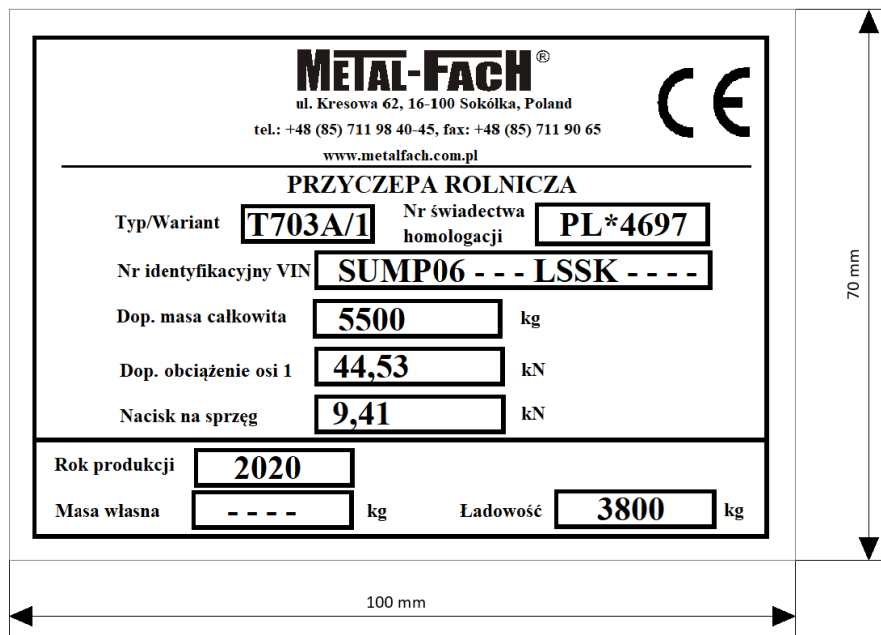 METAL-FACH®
ul. Kresowa 62, 16-100 Sokółka, Poland
tel.: +48 (85) 711 98 40-45, fax: +48 (85) 711 90 65
www.metalfach.com.pl
CE
PRZYCZEPA ROLNICZA
Typ/Wariant T703A/1 Nr świadectwa homologacji PL*4697
Nr identyfikacyjny VIN SUMP06 - - - LSSK - - - -
Dop. masa całkowita 5500 kg
Dop. obciążenie osi 1 44,53 kN
Nacisk na sprzęg 9,41 kN
Rok produkcji 2020
Masa własna - - - - kg Ładowość 3800 kg
70 mm
100 mm